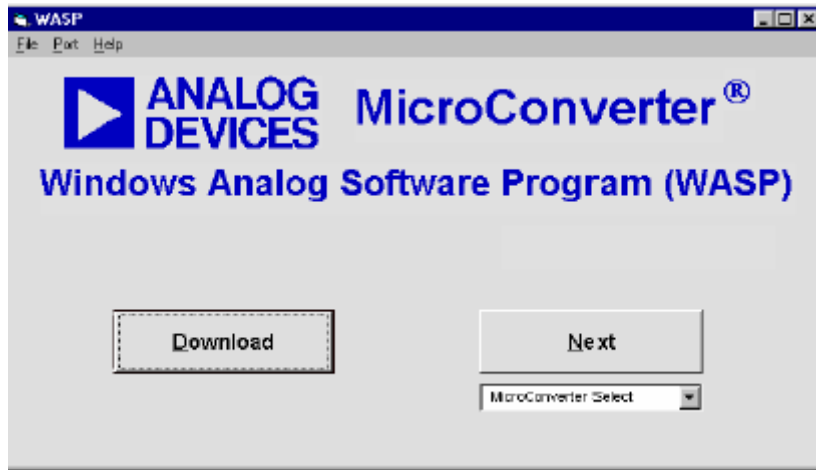 WASP
File Port Help
ANALOG DEVICES MicroConverter®
Windows Analog Software Program (WASP)
Download Next
MicroConverter Select